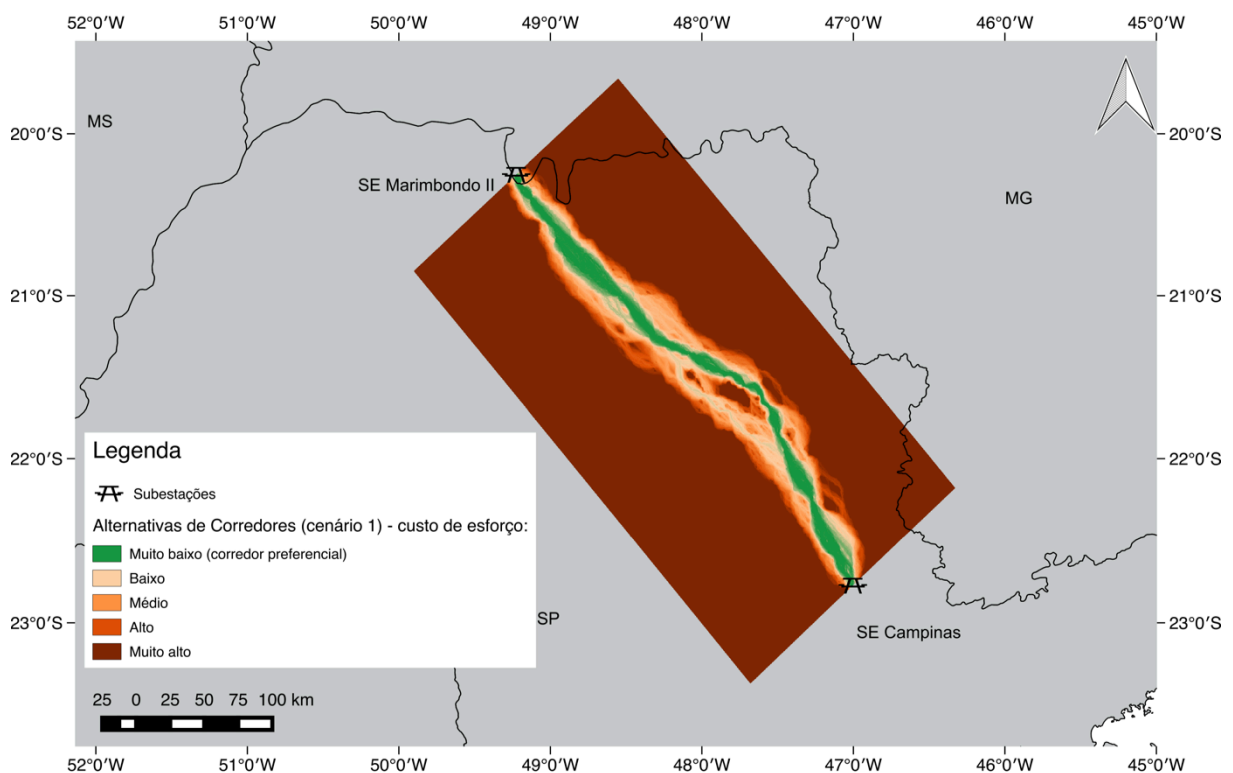 52°0'W 51°0'W 50°0'W 49°0'W 48°0'W 47°0'W 46°0'W 45°0'W
MS
20°0'S 20°0'S
SE Marimbondo II
MG
21°0'S 21°0'S
22°0'S 22°0'S
Legenda
Subestações
Alternativas de Corredores (cenário 1) - custo de esforço:
Muito baixo (corredor preferencial)
Baixo
Médio
Alto
Muito alto
SP
23°0'S 23°0'S
SE Campinas
25 0 25 50 75 100 km
52°0'W 51°0'W 50°0'W 49°0'W 48°0'W 47°0'W 46°0'W 45°0'W